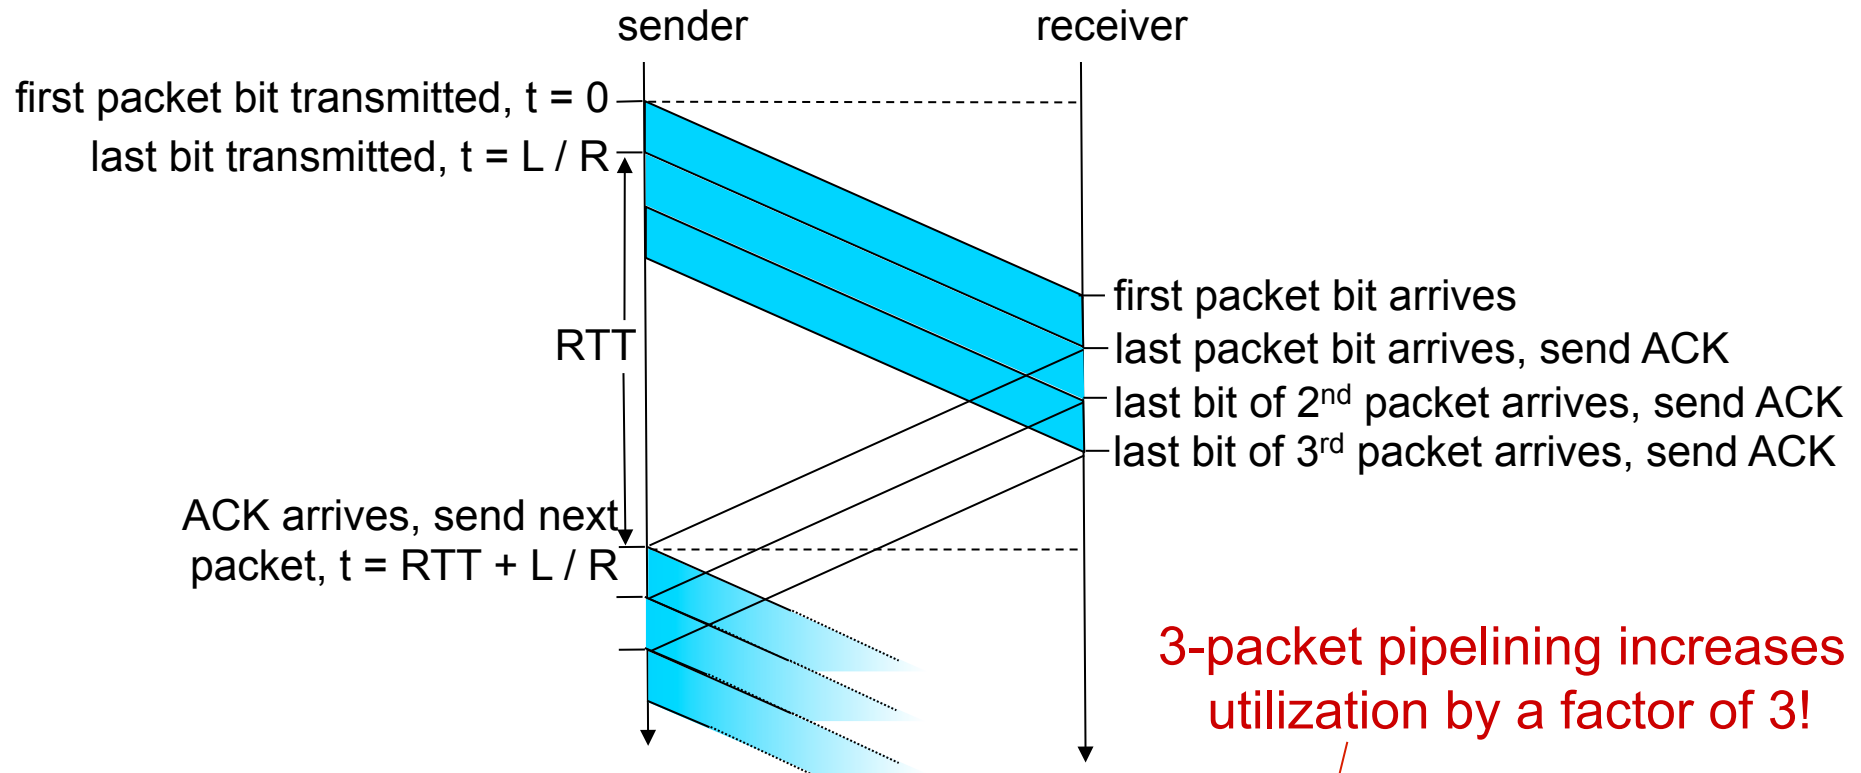 sender
receiver
first packet bit transmitted, t = 0
last bit transmitted, t = L / R
first packet bit arrives
RTT
last packet bit arrives, send ACK
last bit of 2nd packet arrives, send ACK
last bit of 3rd packet arrives, send ACK
ACK arrives, send next
packet, t = RTT + L / R
3-packet pipelining increases
utilization by a factor of 3!